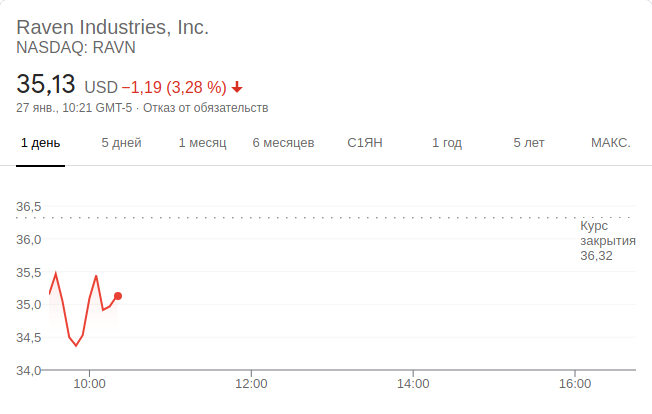 Raven Industries, Inc.
NASDAQ: RAVN
35,13 USD −1,19 (3,28 %)
27 янв., 10:21 GMT-5 · Отказ от обязательств
1 день 5 дней 1 месяц 6 месяцев С1ЯН 1 год 5 лет МАКС.
36,5
Курс
закрытия
36,32
36,0
35,5
35,0
34,5
34,0
10:00 12:00 14:00 16:00